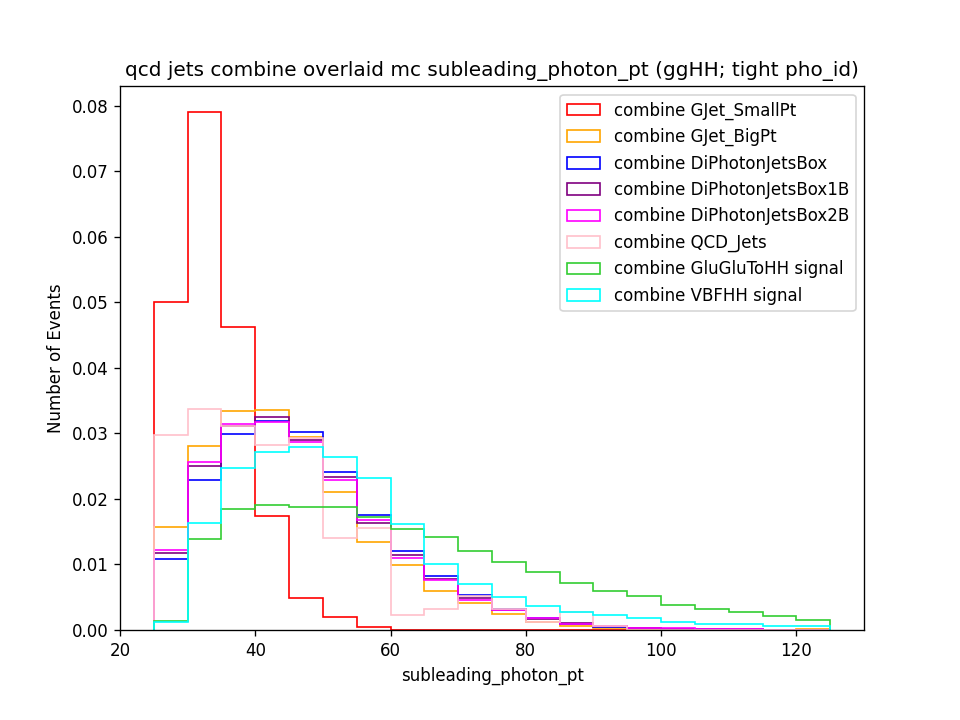 qcd jets combine overlaid mc subleading_photon_pt (ggHH; tight pho_id)
combine GJet_SmallPt
combine GJet_BigPt
combine DiPhotonJetsBox
combine DiPhotonJetsBox1B
combine DiPhotonJetsBox2B
combine QCD_Jets
combine GluGluToHH signal
combine VBFHH signal
Number of Events
0.08
0.07
0.06
0.05
0.04
0.03
0.02
0.01
0.00
20 40 60 80 100 120
subleading_photon_pt